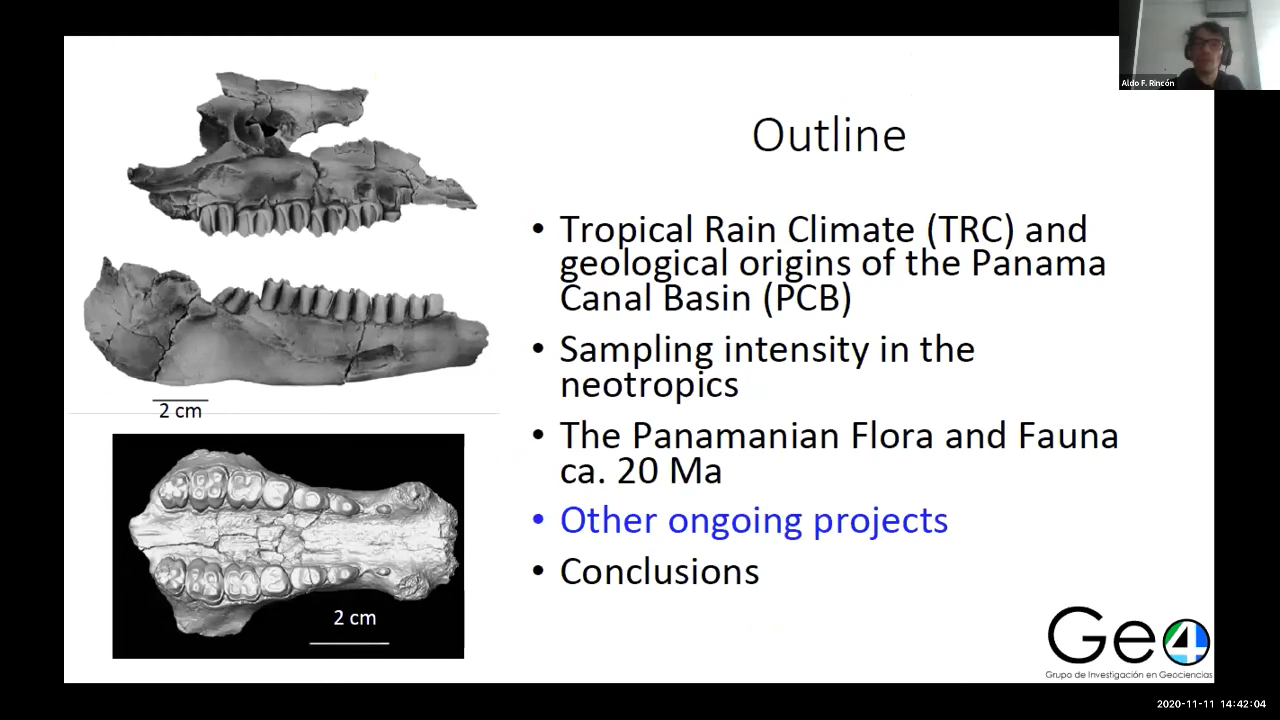 Aldo F. Rincón
Outline
• Tropical Rain Climate (TRC) and
geological origins of the Panama
Canal Basin (PCB)
• Sampling intensity in the
neotropics
• The Panamanian Flora and Fauna
ca. 20 Ma
• Other ongoing projects
• Conclusions
2 cm
2 cm
Ge4
Grupo de Investigación en Geociencias
2020-11-11 14:42:04